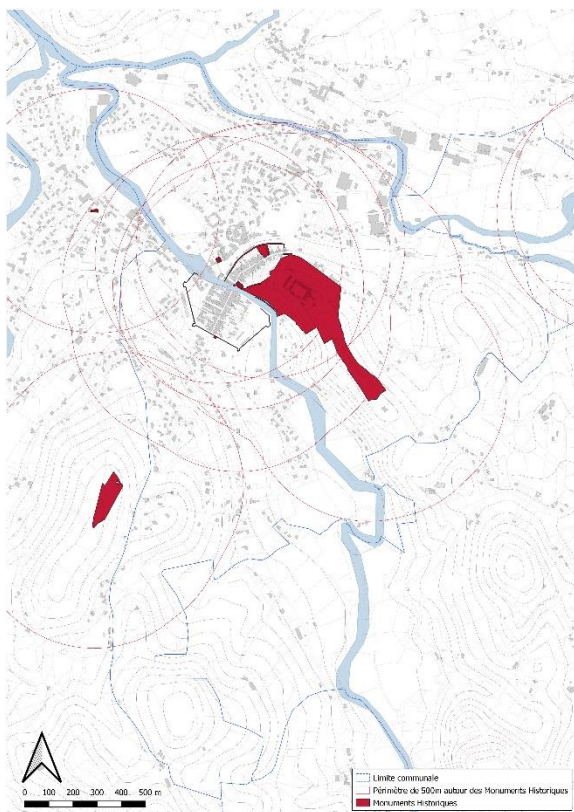 0 100 200 300 400 500 m
Limite communale
Périmètre de 500m autour des Monuments Historiques
Monuments Historiques